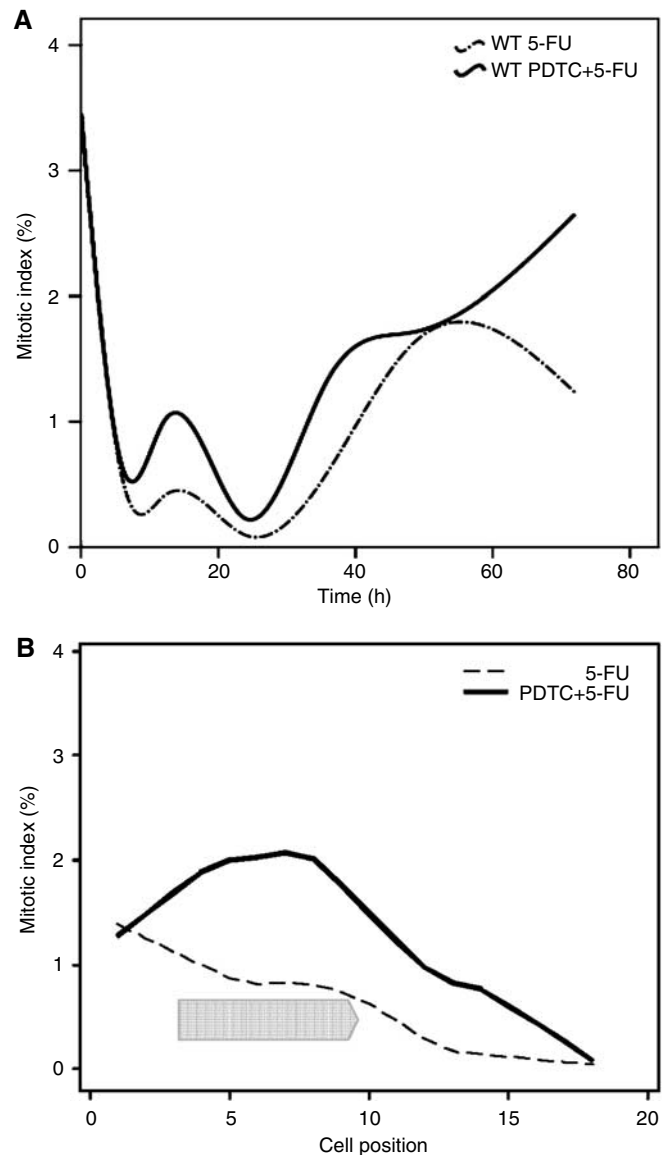 A
WT 5-FU
WT PDTC+5-FU
Mitotic index (%)
4
3
2
1
0
0 20 40 60 80
Time (h)
B
5-FU
PDTC+5-FU
Mitotic index (%)
4
3
2
1
0
0 5 10 15 20
Cell position